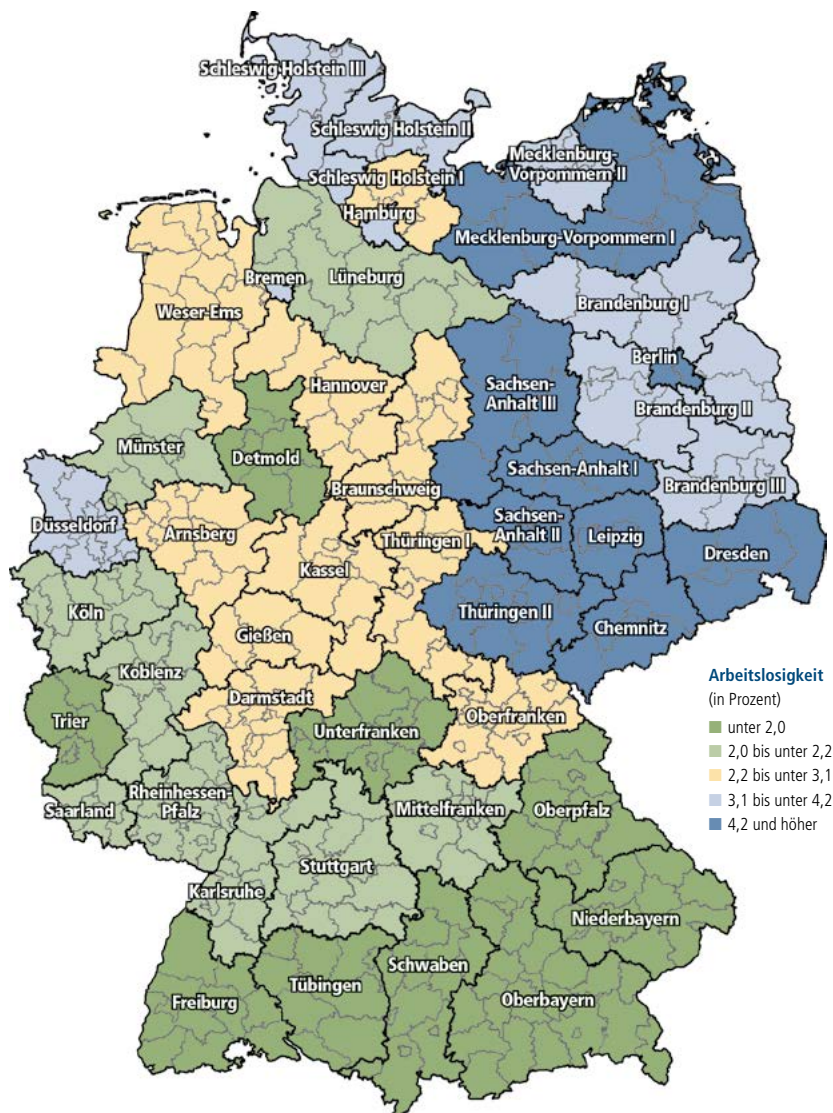 Schleswig Holstein III
Schleswig Holstein II
Mecklenburg-
Vorpommern II
Schleswig Holstein I
Hamburg
Mecklenburg-Vorpommern I
Bremen
Lüneburg
Brandenburg I
Weser-Ems
Berlin
Hannover
Sachsen-
Anhalt III
Brandenburg II
Münster
Detmold
Sachsen-Anhalt I
Braunschweig
Brandenburg III
Düsseldorf
Arnsberg
Thüringen I
Sachsen-
Anhalt II
Leipzig
Dresden
Kassel
Köln
Thüringen II
Chemnitz
Gießen
Koblenz
Darmstadt
Trier
Unterfranken
Oberfranken
Arbeitslosigkeit
(in Prozent)
unter 2,0
2,0 bis unter 2,2
2,2 bis unter 3,1
3,1 bis unter 4,2
4,2 und höher
Saarland
Rheinhessen-
Pfalz
Mittelfranken
Oberpfalz
Stuttgart
Karlsruhe
Niederbayern
Schwaben
Tübingen
Freiburg
Oberbayern